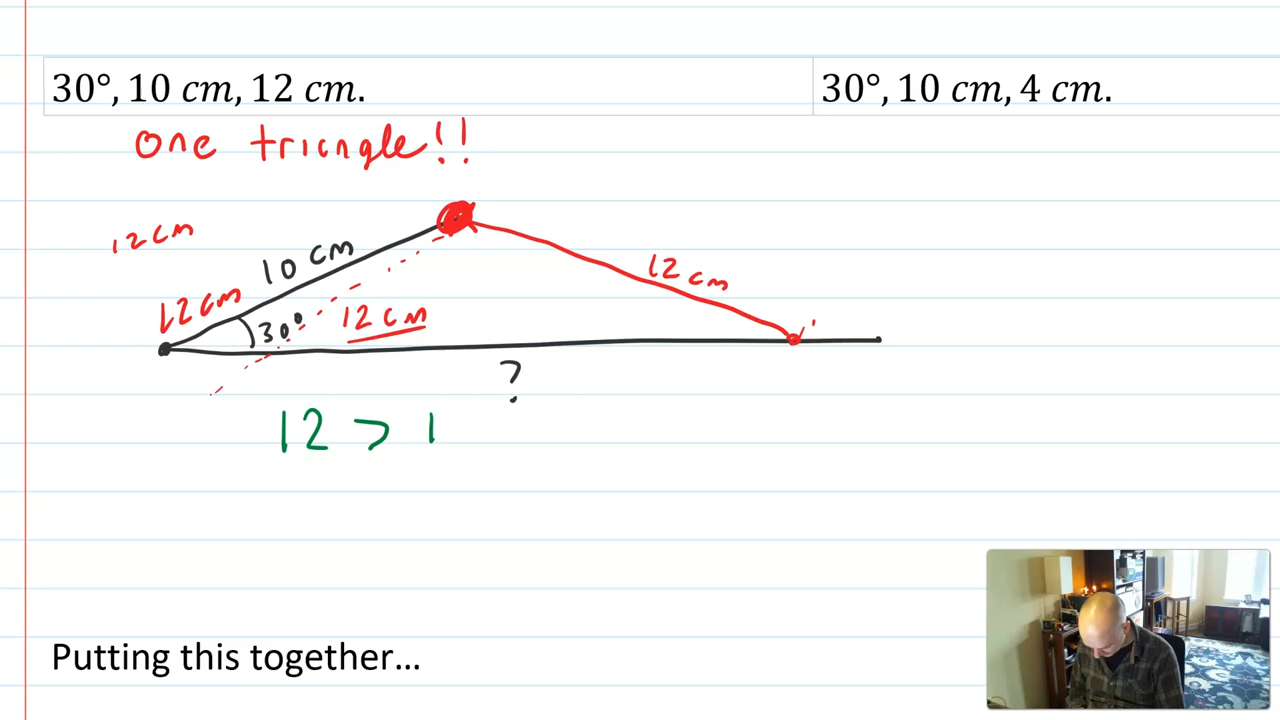 30°, 10 cm, 12 cm.
30°, 10 cm, 4 cm.
one triangle!!
12 cm
10 cm
12 cm
12 cm
30°
12 cm
?
12 > 1
Putting this together...